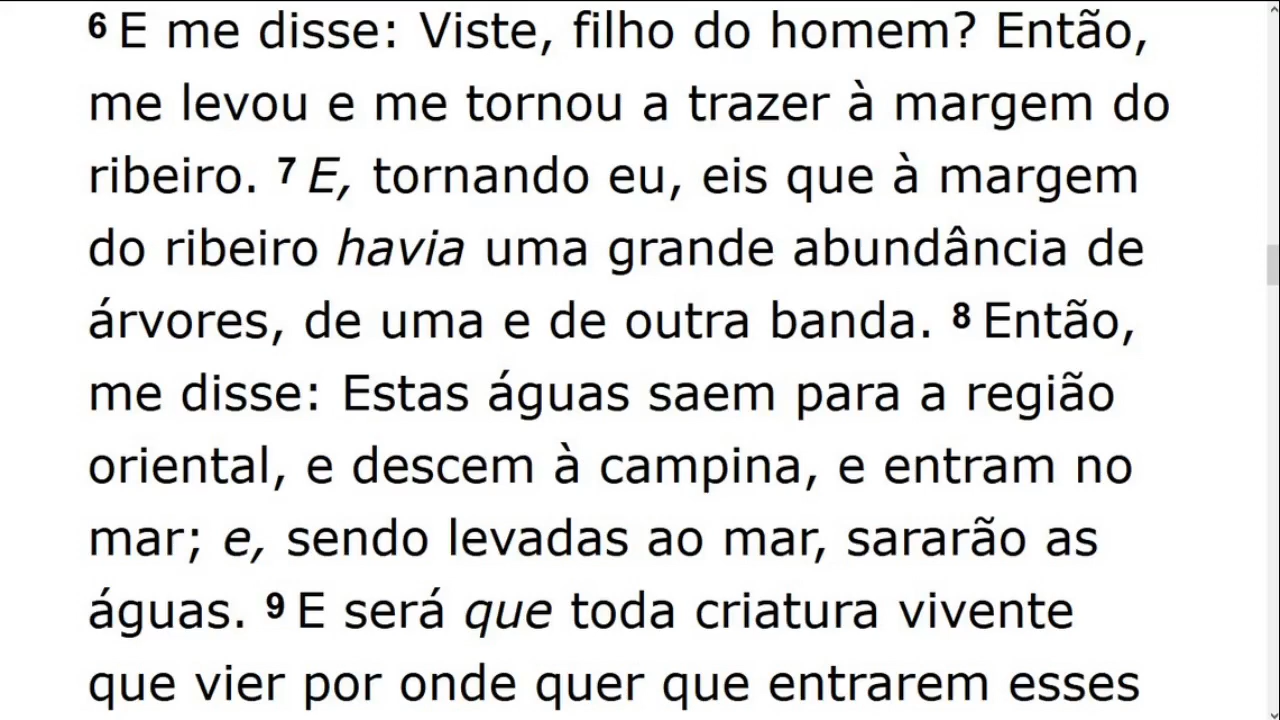 6 E me disse: Viste, filho do homem? Então,
me levou e me tornou a trazer à margem do
ribeiro. 7 E, tornando eu, eis que à margem
do ribeiro havia uma grande abundância de
árvores, de uma e de outra banda. 8 Então,
me disse: Estas águas saem para a região
oriental, e descem à campina, e entram no
mar; e, sendo levadas ao mar, sararão as
águas. 9 E será que toda criatura vivente
que vier por onde quer que entrarem esses